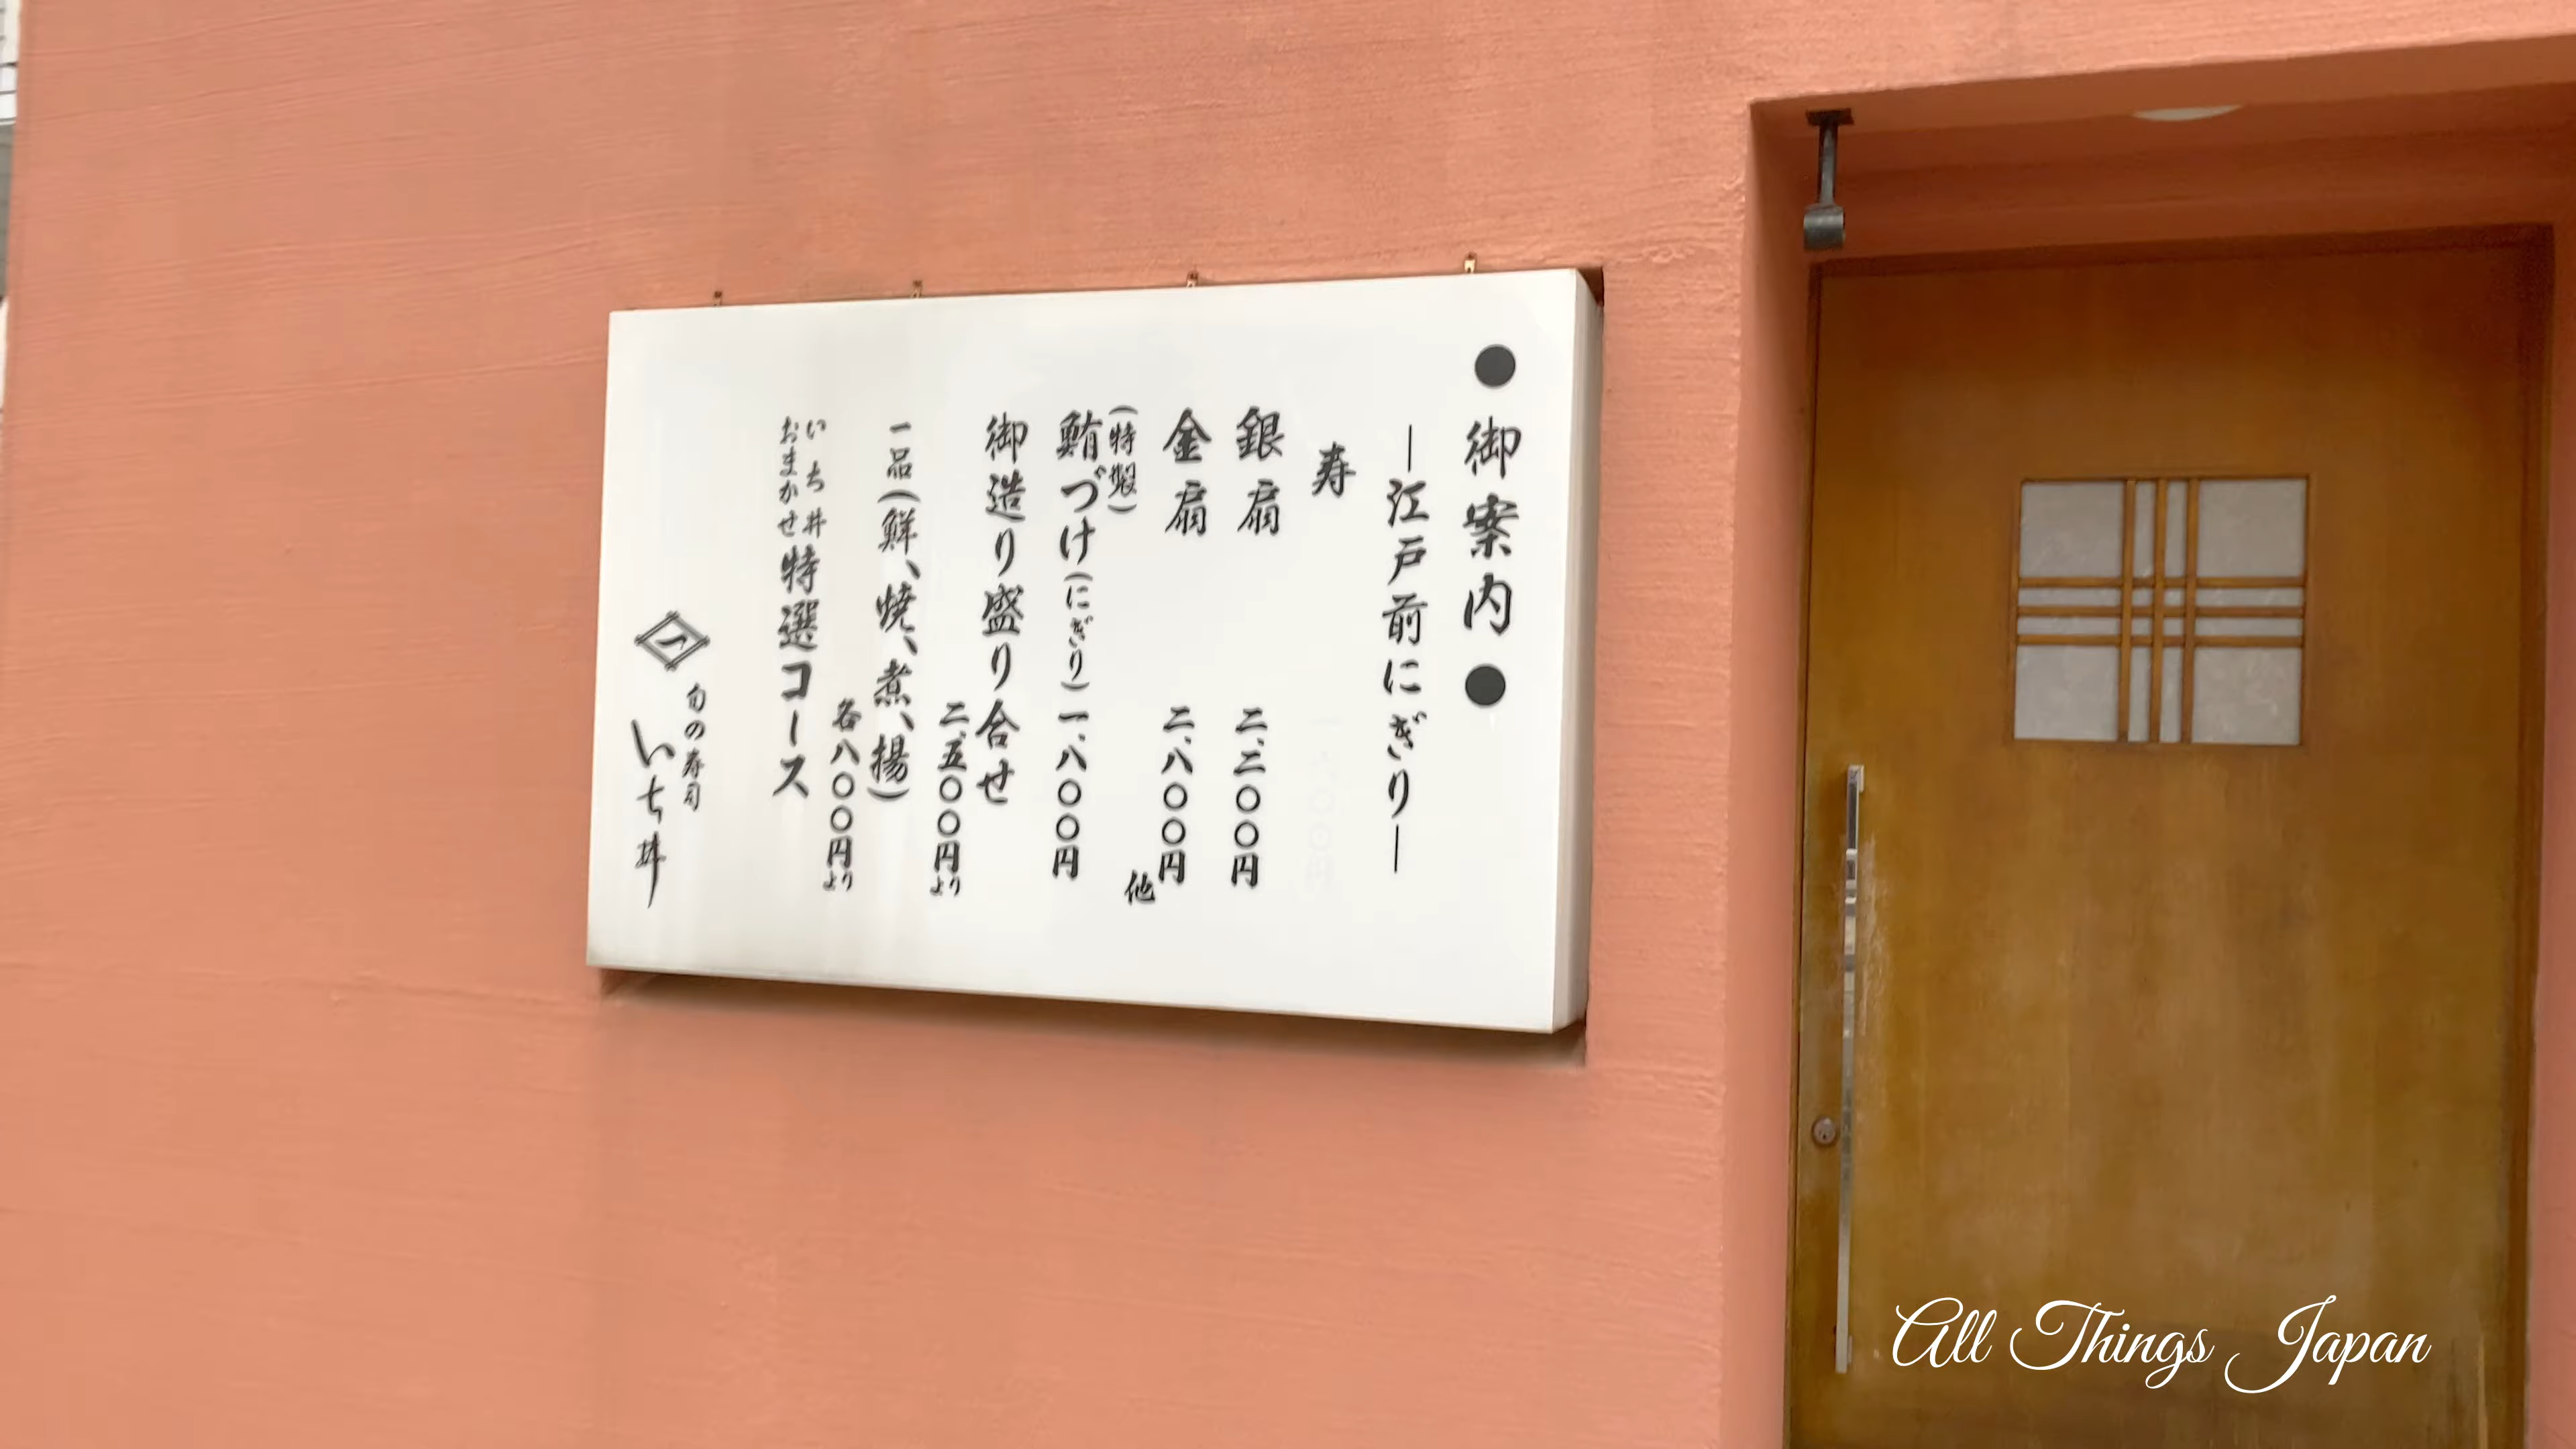 ●御案内●
―江戸前にぎり―
寿
銀扇 二、二〇〇円
金扇 二、八〇〇円
他
(特製)
鮪づけ(にぎり)一、八〇〇円
御造り盛り合せ
二、五〇〇円より
一品(鮮、焼、煮、揚)
各八〇〇円より
いち井
おまかせ
特選コース
一
旬の寿司
いち井
All Things Japan